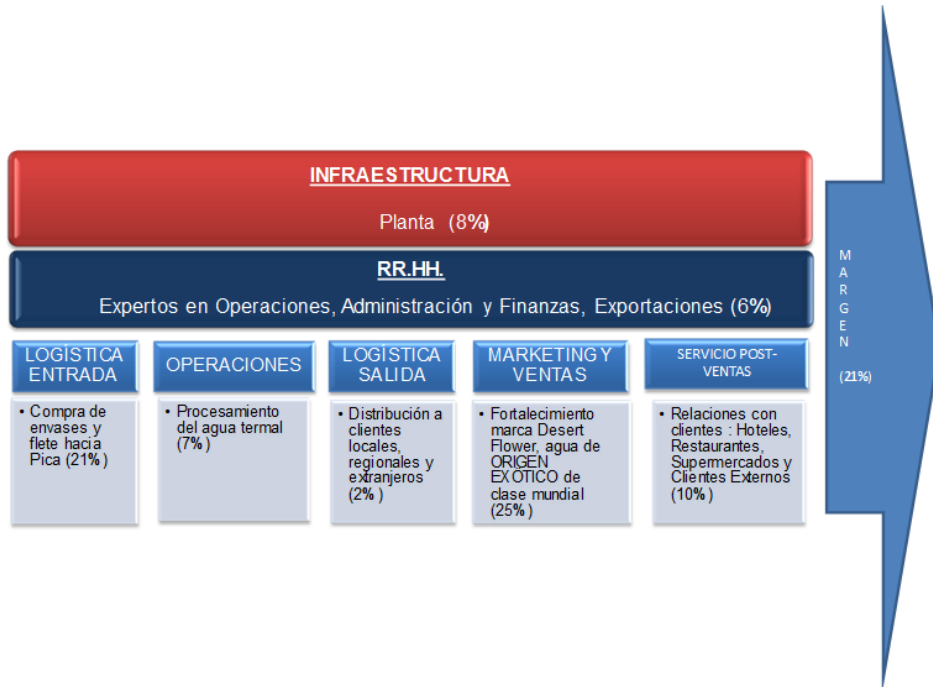 INFRAESTRUCTURA
Planta (8%)
RR.HH.
Expertos en Operaciones, Administración y Finanzas, Exportaciones (6%)
LOGÍSTICA
ENTRADA
• Compra de
envases y
flete hacia
Pica (21%)
OPERACIONES
• Procesamiento
del agua termal
(7%)
LOGÍSTICA
SALIDA
• Distribución a
clientes
locales,
regionales y
extranjeros
(2%)
MARKETING Y
VENTAS
• Fortalecimiento
marca Desert
Flower, agua de
ORIGEN
EXÓTICO de
clase mundial
(25%)
SERVICIO POST-
VENTAS
• Relaciones con
clientes : Hoteles,
Restaurantes,
Supermercados y
Clientes Externos
(10%)
M
A
R
G
E
N
(21%)